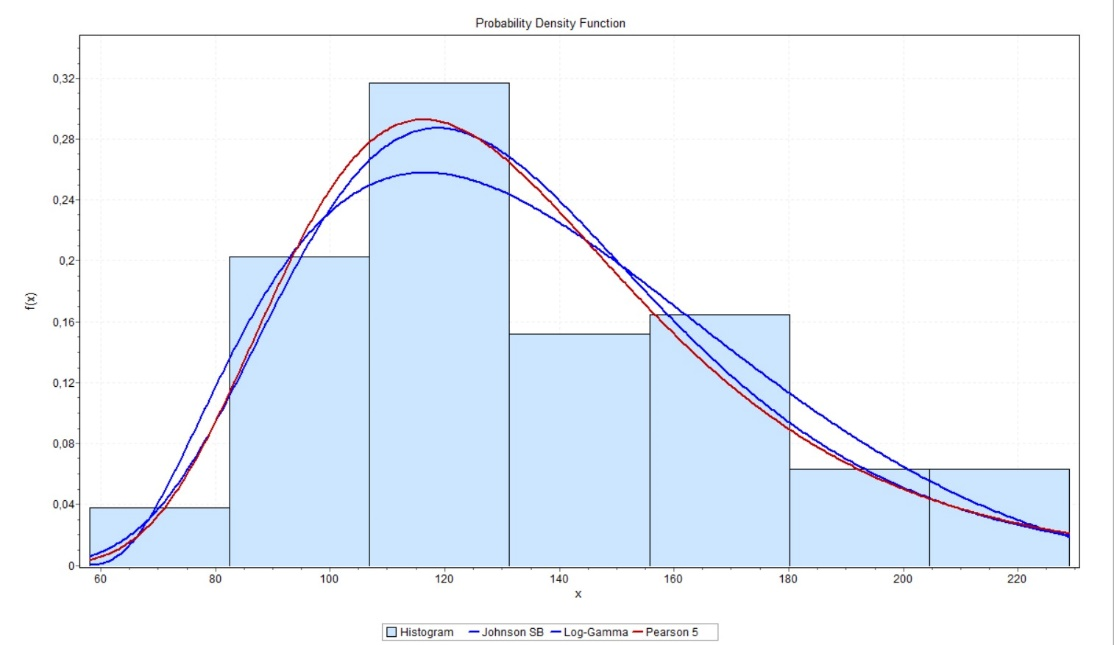 Probability Density Function
0,32
0,28
0,24
0,2
0,16
0,12
0,08
0,04
0
f(x)
60 80 100 120 140 160 180 200 220
x
Histogram Johnson SB Log-Gamma Pearson 5